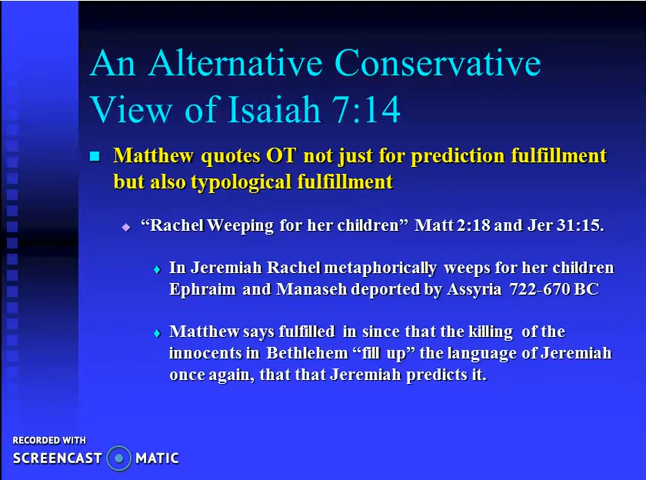 An Alternative Conservative
View of Isaiah 7:14
Matthew quotes OT not just for prediction fulfillment
but also typological fulfillment
“Rachel Weeping for her children” Matt 2:18 and Jer 31:15.
In Jeremiah Rachel metaphorically weeps for her children
Ephraim and Manaseh deported by Assyria 722-670 BC
Matthew says fulfilled in since that the killing of the
innocents in Bethlehem “fill up” the language of Jeremiah
once again, that that Jeremiah predicts it.
RECORDED WITH
SCREENCAST MATIC